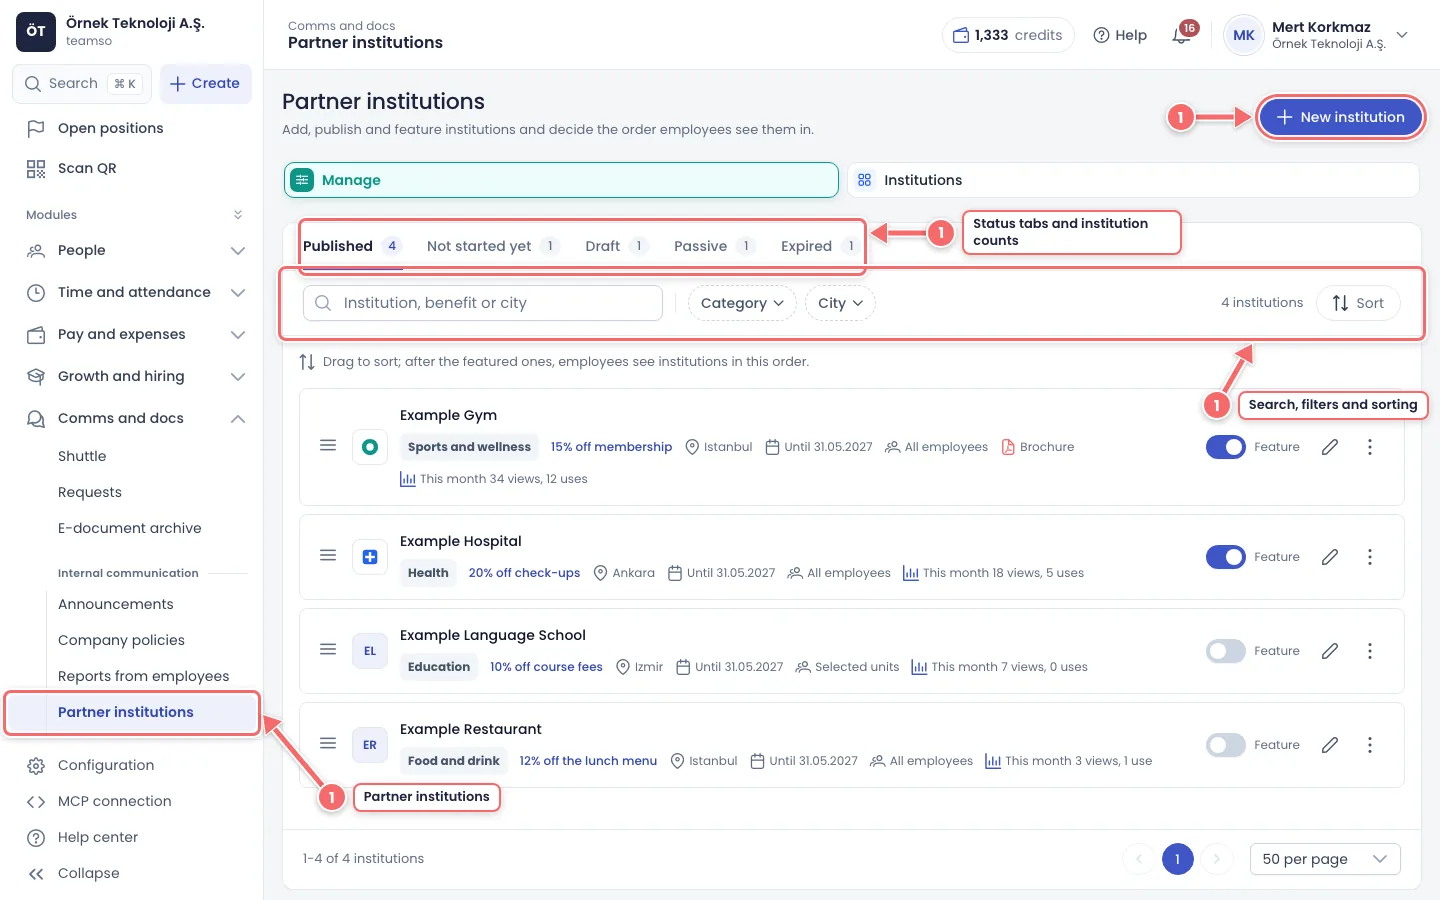 ÖT
Örnek Teknoloji A.Ş.
teamso
Search ⌘ K
Create
Open positions
Scan QR
Modules
People
Time and attendance
Pay and expenses
Growth and hiring
Comms and docs
Shuttle
Requests
E-document archive
Internal communication
Announcements
Company policies
Reports from employees
Partner institutions
Configuration
MCP connection
Help center
Collapse
Comms and docs
Partner institutions
1,333 credits
Help
16
MK
Mert Korkmaz
Örnek Teknoloji A.Ş.
Partner institutions
Add, publish and feature institutions and decide the order employees see them in.
1
New institution
Manage
Institutions
Published 4
Not started yet 1
Draft 1
Passive 1
Expired 1
1
Status tabs and institution
counts
Institution, benefit or city
Category
City
4 institutions
Sort
Drag to sort; after the featured ones, employees see institutions in this order.
1
Search, filters and sorting
Example Gym
Sports and wellness 15% off membership Istanbul Until 31.05.2027 All employees Brochure
This month 34 views, 12 uses
Feature
Example Hospital
Health 20% off check-ups Ankara Until 31.05.2027 All employees This month 18 views, 5 uses
Feature
EL
Example Language School
Education 10% off course fees Izmir Until 31.05.2027 Selected units This month 7 views, 0 uses
Feature
ER
Example Restaurant
Food and drink 12% off the lunch menu Istanbul Until 31.05.2027 All employees This month 3 views, 1 use
Feature
1
Partner institutions
1-4 of 4 institutions
1
50 per page